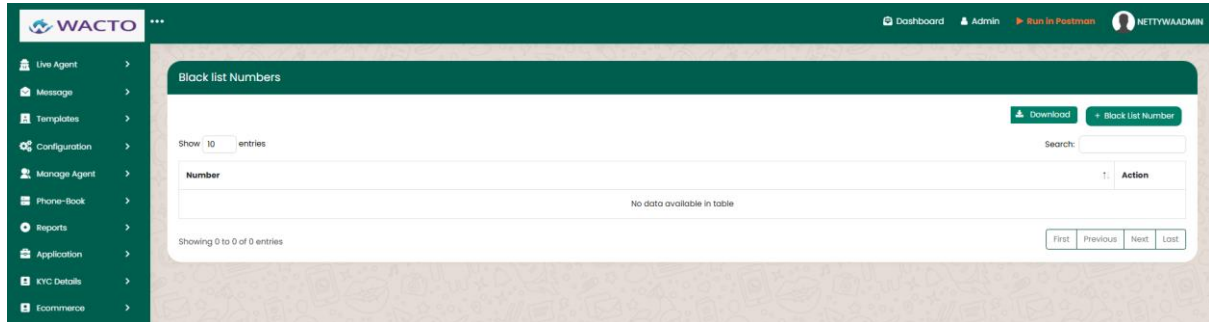 WACTO ...
Dashboard Admin Run in Postman NETTYWAADMIN
Live Agent
Message
Templates
Configuration
Manage Agent
Phone-Book
Reports
Application
KYC Details
Ecommerce
Black list Numbers
Download + Black List Number
Show 10 entries Search:
Number Action
No data available in table
Showing 0 to 0 of 0 entries First Previous Next Last